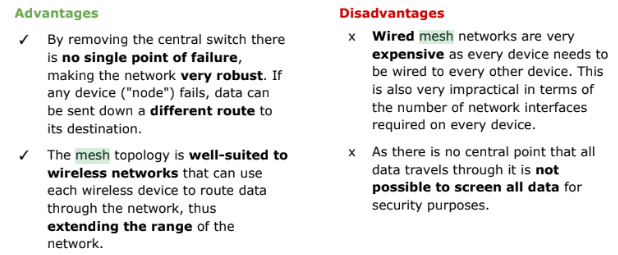 Advantages
✓ By removing the central switch there
is no single point of failure,
making the network very robust. If
any device ("node") fails, data can
be sent down a different route to
its destination.
✓ The mesh topology is well-suited to
wireless networks that can use
each wireless device to route data
through the network, thus
extending the range of the
network.
Disadvantages
x Wired mesh networks are very
expensive as every device needs to
be wired to every other device. This
is also very impractical in terms of
the number of network interfaces
required on every device.
x As there is no central point that all
data travels through it is not
possible to screen all data for
security purposes.